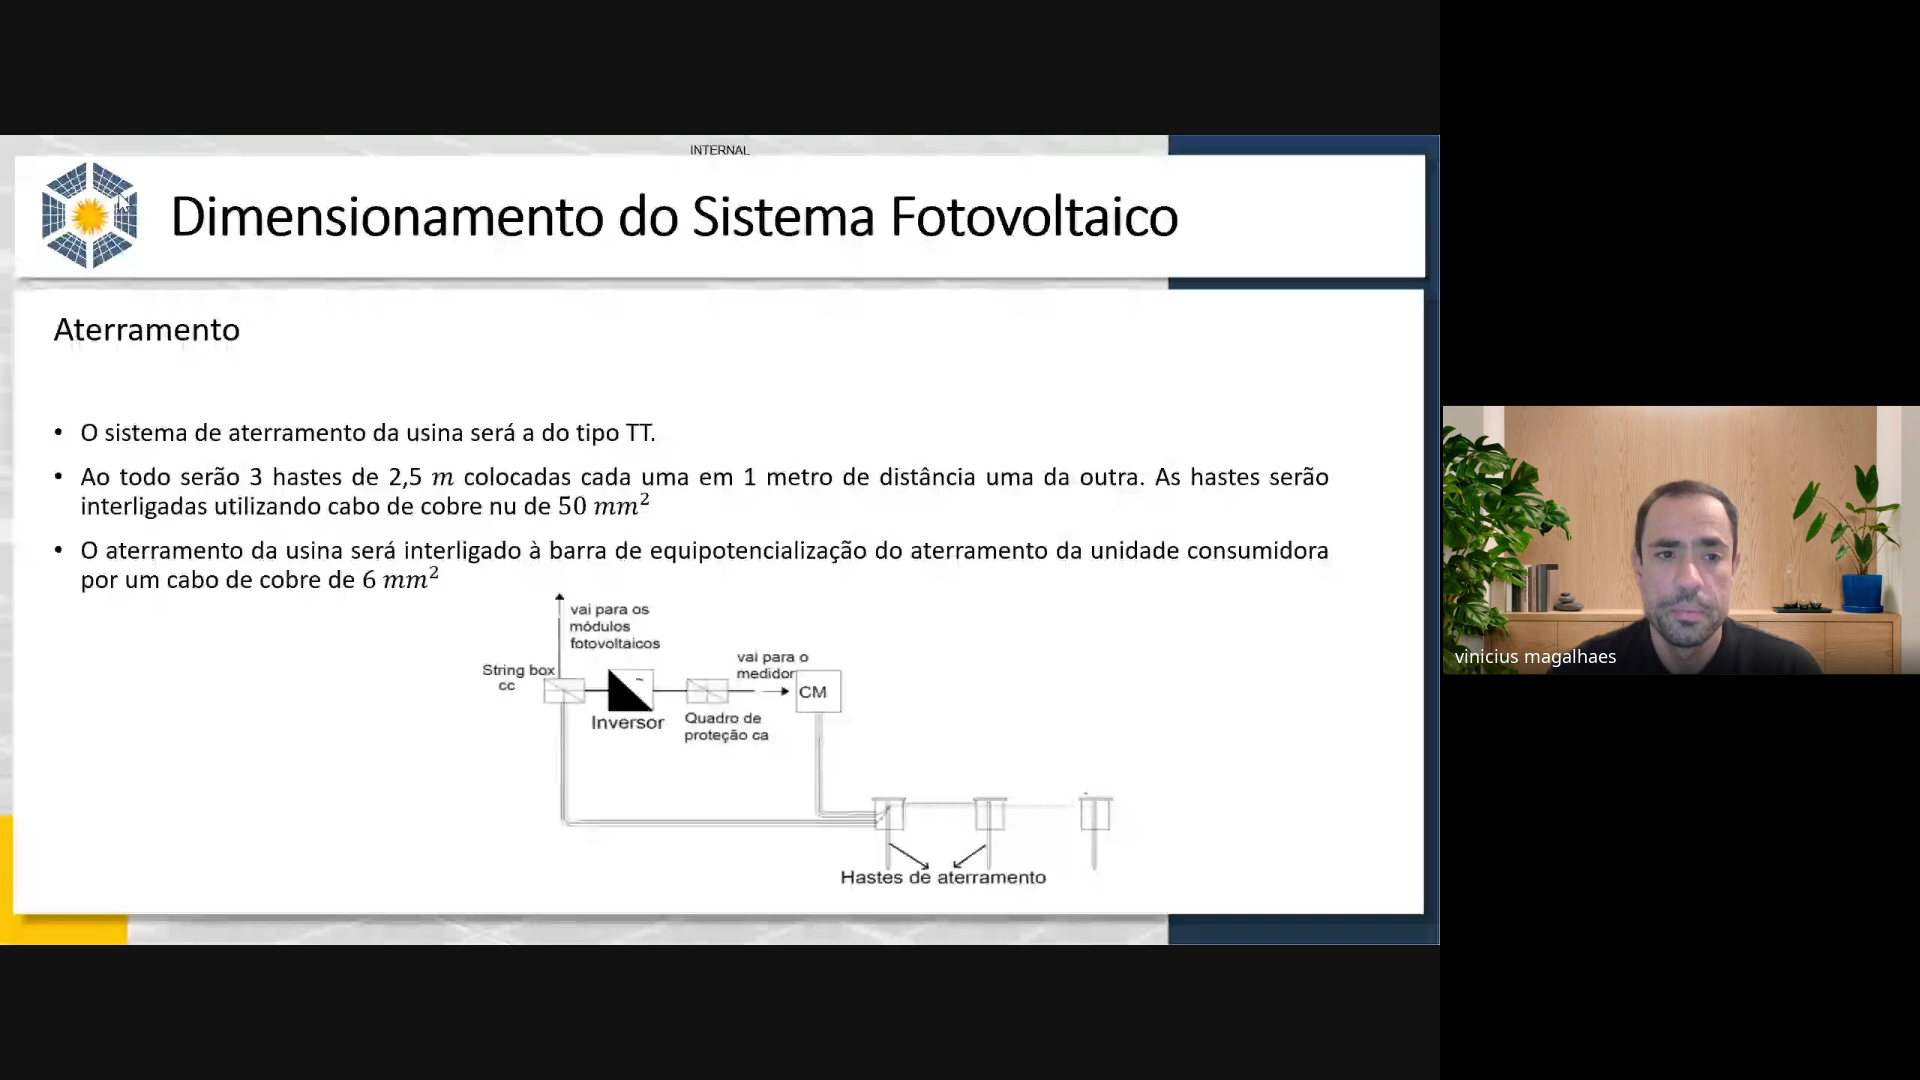 INTERNAL
Dimensionamento do Sistema Fotovoltaico
Aterramento
• O sistema de aterramento da usina será a do tipo TT.
• Ao todo serão 3 hastes de 2,5 m colocadas cada uma em 1 metro de distância uma da outra. As hastes serão
interligadas utilizando cabo de cobre nu de 50 mm²
• O aterramento da usina será interligado à barra de equipotencialização do aterramento da unidade consumidora
por um cabo de cobre de 6 mm²
vai para os
módulos
fotovoltaicos
String box
cc
Inversor
Quadro de
proteção ca
vai para o
medidor
CM
Hastes de aterramento
vinicius magalhaes